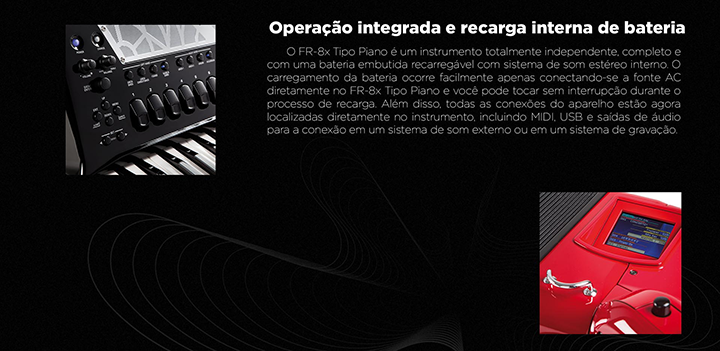 Operação integrada e recarga interna de bateria
O FR-8x Tipo Piano é um instrumento totalmente independente, completo e
com uma bateria embutida recarregável com sistema de som estéreo interno. O
carregamento da bateria ocorre facilmente apenas conectando-se a fonte AC
diretamente no FR-8x Tipo Piano e você pode tocar sem interrupção durante o
processo de recarga. Além disso, todas as conexões do aparelho estão agora
localizadas diretamente no instrumento, incluindo MIDI, USB e saídas de áudio
para a conexão em um sistema de som externo ou em um sistema de gravação.